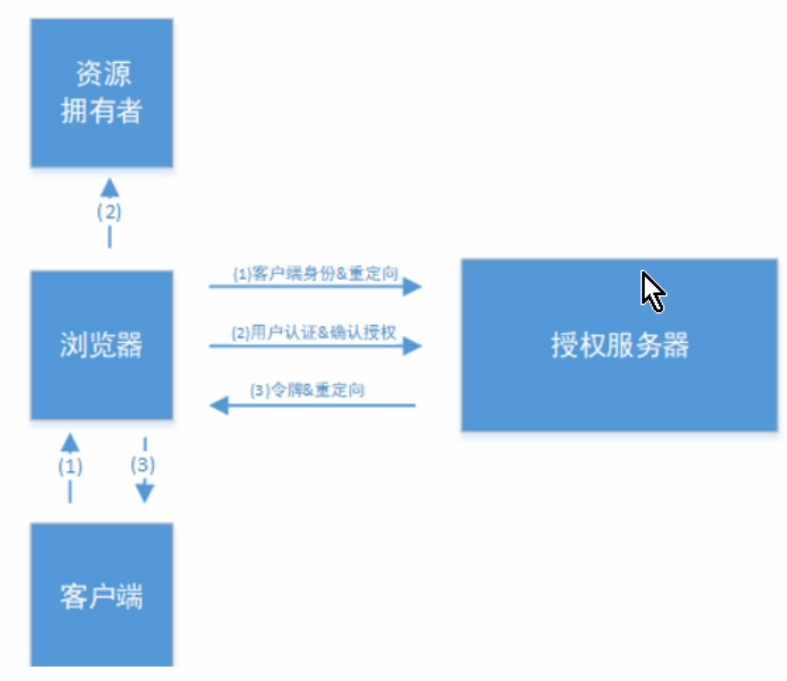 资源
拥有者
(2)
(1)客户端身份&重定向
浏览器
(2)用户认证&确认授权
授权服务器
(3)令牌&重定向
(1)
(3)
客户端